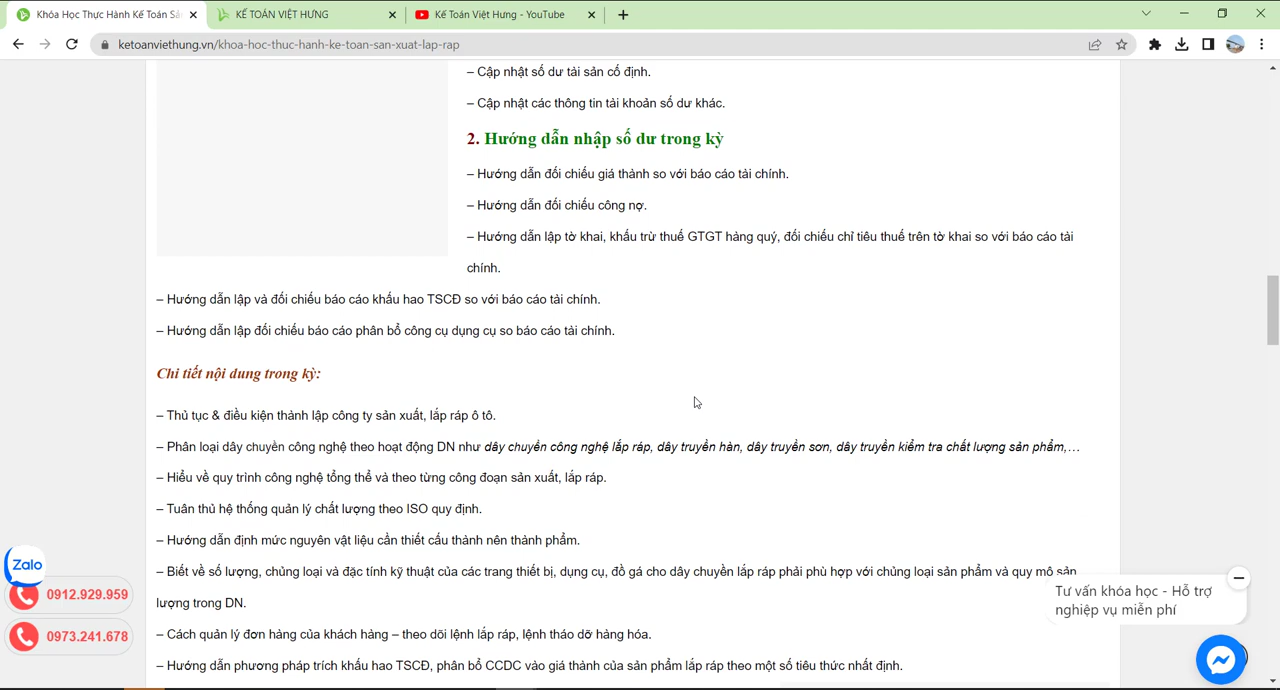 Khóa Học Thực Hành Kế Toán Sả
KẾ TOÁN VIỆT HƯNG
Kế Toán Việt Hưng - YouTube
ketoanviethung.vn/khoa-hoc-thuc-hanh-ke-toan-san-xuat-lap-rap
– Cập nhật số dư tài sản cố định.
– Cập nhật các thông tin tài khoản số dư khác.
2. Hướng dẫn nhập số dư trong kỳ
– Hướng dẫn đối chiếu giá thành so với báo cáo tài chính.
– Hướng dẫn đối chiếu công nợ.
– Hướng dẫn lập tờ khai, khấu trừ thuế GTGT hàng quý, đối chiếu chỉ tiêu thuế trên tờ khai so với báo cáo tài
chính.
– Hướng dẫn lập và đối chiếu báo cáo khấu hao TSCĐ so với báo cáo tài chính.
– Hướng dẫn lập đối chiếu báo cáo phân bổ công cụ dụng cụ so báo cáo tài chính.
Chi tiết nội dung trong kỳ:
– Thủ tục & điều kiện thành lập công ty sản xuất, lắp ráp ô tô.
– Phân loại dây chuyền công nghệ theo hoạt động DN như dây chuyền công nghệ lắp ráp, dây truyền hàn, dây truyền sơn, dây truyền kiểm tra chất lượng sản phẩm,…
– Hiểu về quy trình công nghệ tổng thể và theo từng công đoạn sản xuất, lắp ráp.
– Tuân thủ hệ thống quản lý chất lượng theo ISO quy định.
– Hướng dẫn định mức nguyên vật liệu cần thiết cấu thành nên thành phẩm.
– Biết về số lượng, chủng loại và đặc tính kỹ thuật của các trang thiết bị, dụng cụ, đồ gá cho dây chuyền lắp ráp phải phù hợp với chủng loại sản phẩm và quy mô sản
lượng trong DN.
– Cách quản lý đơn hàng của khách hàng – theo dõi lệnh lắp ráp, lệnh tháo dỡ hàng hóa.
– Hướng dẫn phương pháp trích khấu hao TSCĐ, phân bổ CCDC vào giá thành của sản phẩm lắp ráp theo một số tiêu thức nhất định.
Zalo
0912.929.959
0973.241.678
Tư vấn khóa học - Hỗ trợ
nghiệp vụ miễn phí